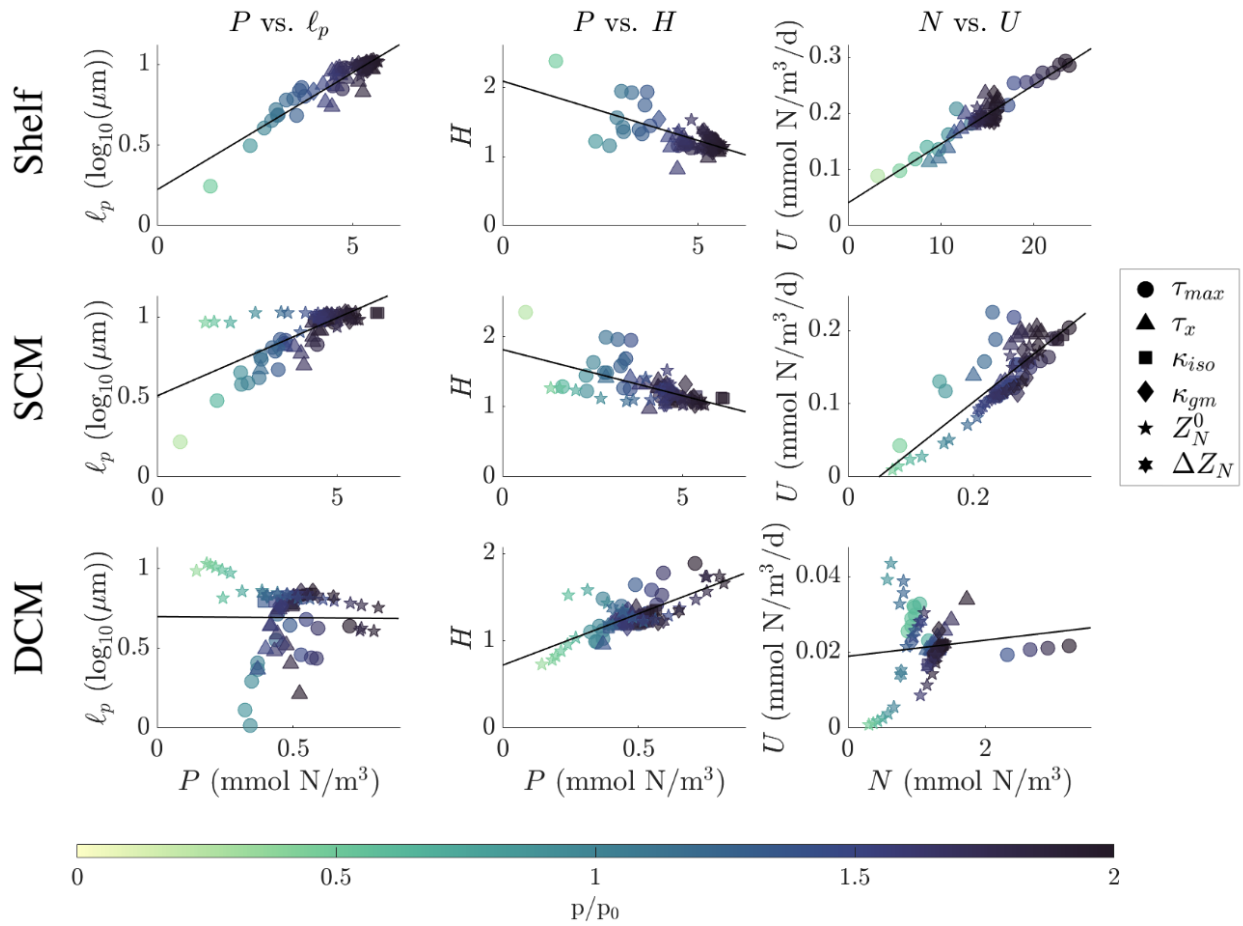 P vs. ℓ_p
P vs. H
N vs. U
Shelf
ℓ_p (log₁₀(μm))
1
0.5
0
0
5
H
2
1
0
0
5
U (mmol N/m³/d)
0.3
0.2
0.1
0
0
10
20
SCM
ℓ_p (log₁₀(μm))
1
0.5
0
0
5
H
2
1
0
0
5
U (mmol N/m³/d)
0.2
0.1
0
0
0.2
τ_max
τ_x
κ_iso
κ_gm
Z_N^0
ΔZ_N
DCM
ℓ_p (log₁₀(μm))
1
0.5
0
0
0.5
P (mmol N/m³)
H
2
1
0
0
0.5
P (mmol N/m³)
U (mmol N/m³/d)
0.04
0.02
0
0
2
N (mmol N/m³)
0
0.5
1
1.5
2
p/p₀